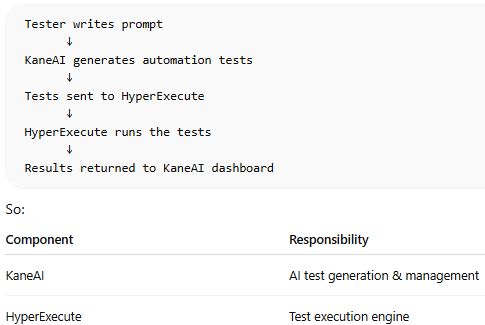 Tester writes prompt
↓
KaneAI generates automation tests
↓
Tests sent to HyperExecute
↓
HyperExecute runs the tests
↓
Results returned to KaneAI dashboard
So:
Component Responsibility
KaneAI AI test generation & management
HyperExecute Test execution engine